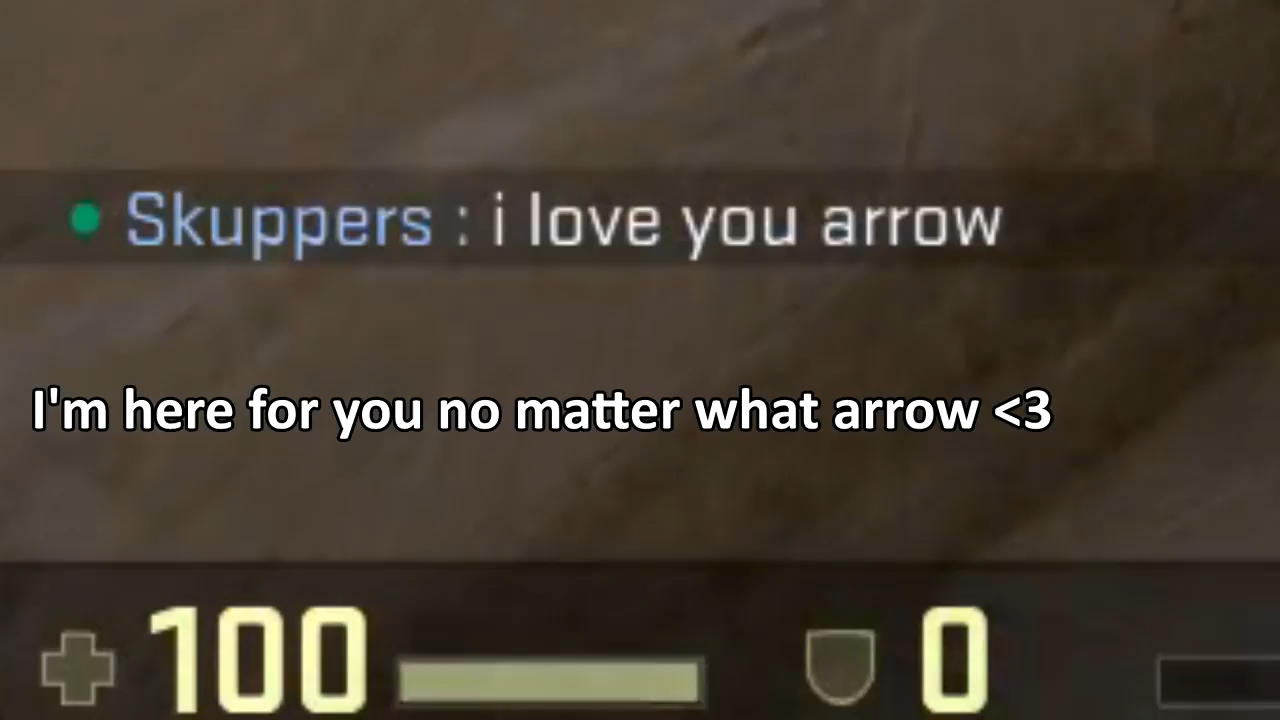 Skuppers : i love you arrow
I'm here for you no matter what arrow <3
100 0